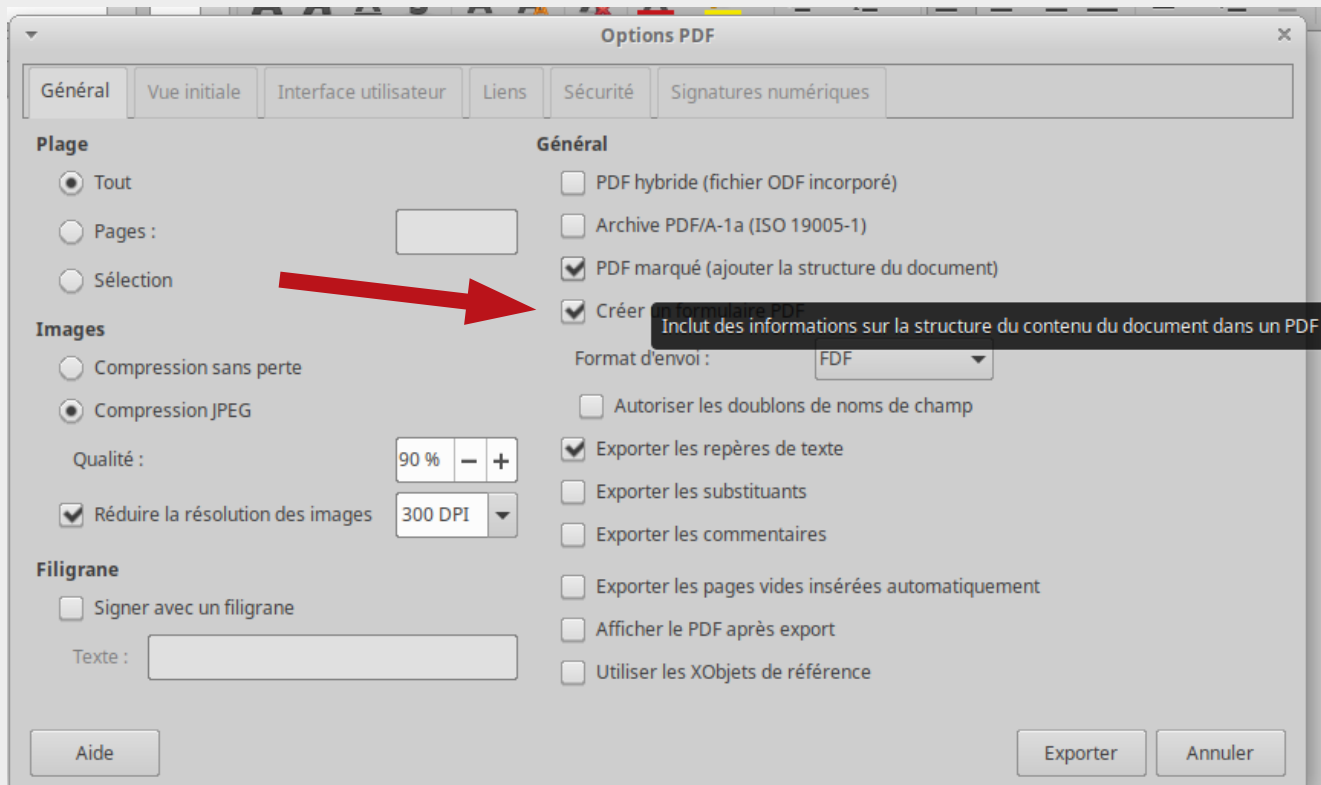 Options PDF
Général
Vue initiale
Interface utilisateur
Liens
Sécurité
Signatures numériques
Plage
Tout
Pages :
Sélection
Images
Compression sans perte
Compression JPEG
Qualité :
90 %
Réduire la résolution des images
300 DPI
Filigrane
Signer avec un filigrane
Texte :
Général
PDF hybride (fichier ODF incorporé)
Archive PDF/A-1a (ISO 19005-1)
PDF marqué (ajouter la structure du document)
Créer un formulaire PDF
Inclut des informations sur la structure du contenu du document dans un PDF
Format d'envoi :
FDF
Autoriser les doublons de noms de champ
Exporter les repères de texte
Exporter les substituants
Exporter les commentaires
Exporter les pages vides insérées automatiquement
Afficher le PDF après export
Utiliser les XObjets de référence
Aide
Exporter
Annuler